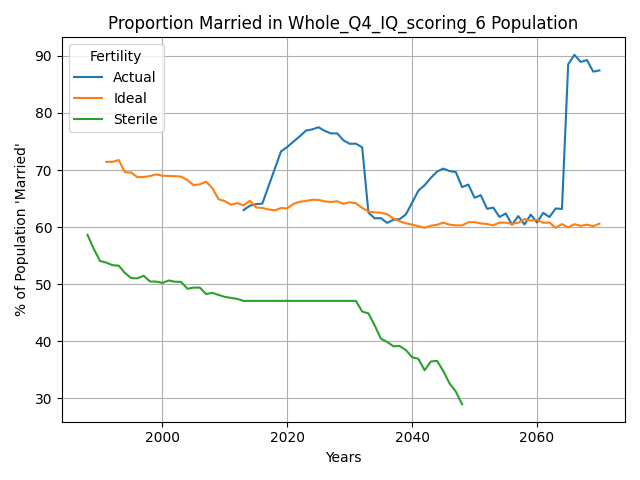 Proportion Married in Whole_Q4_IQ_scoring_6 Population
Fertility
Actual
Ideal
Sterile
% of Population 'Married'
90
80
70
60
50
40
30
2000
2020
2040
2060
Years